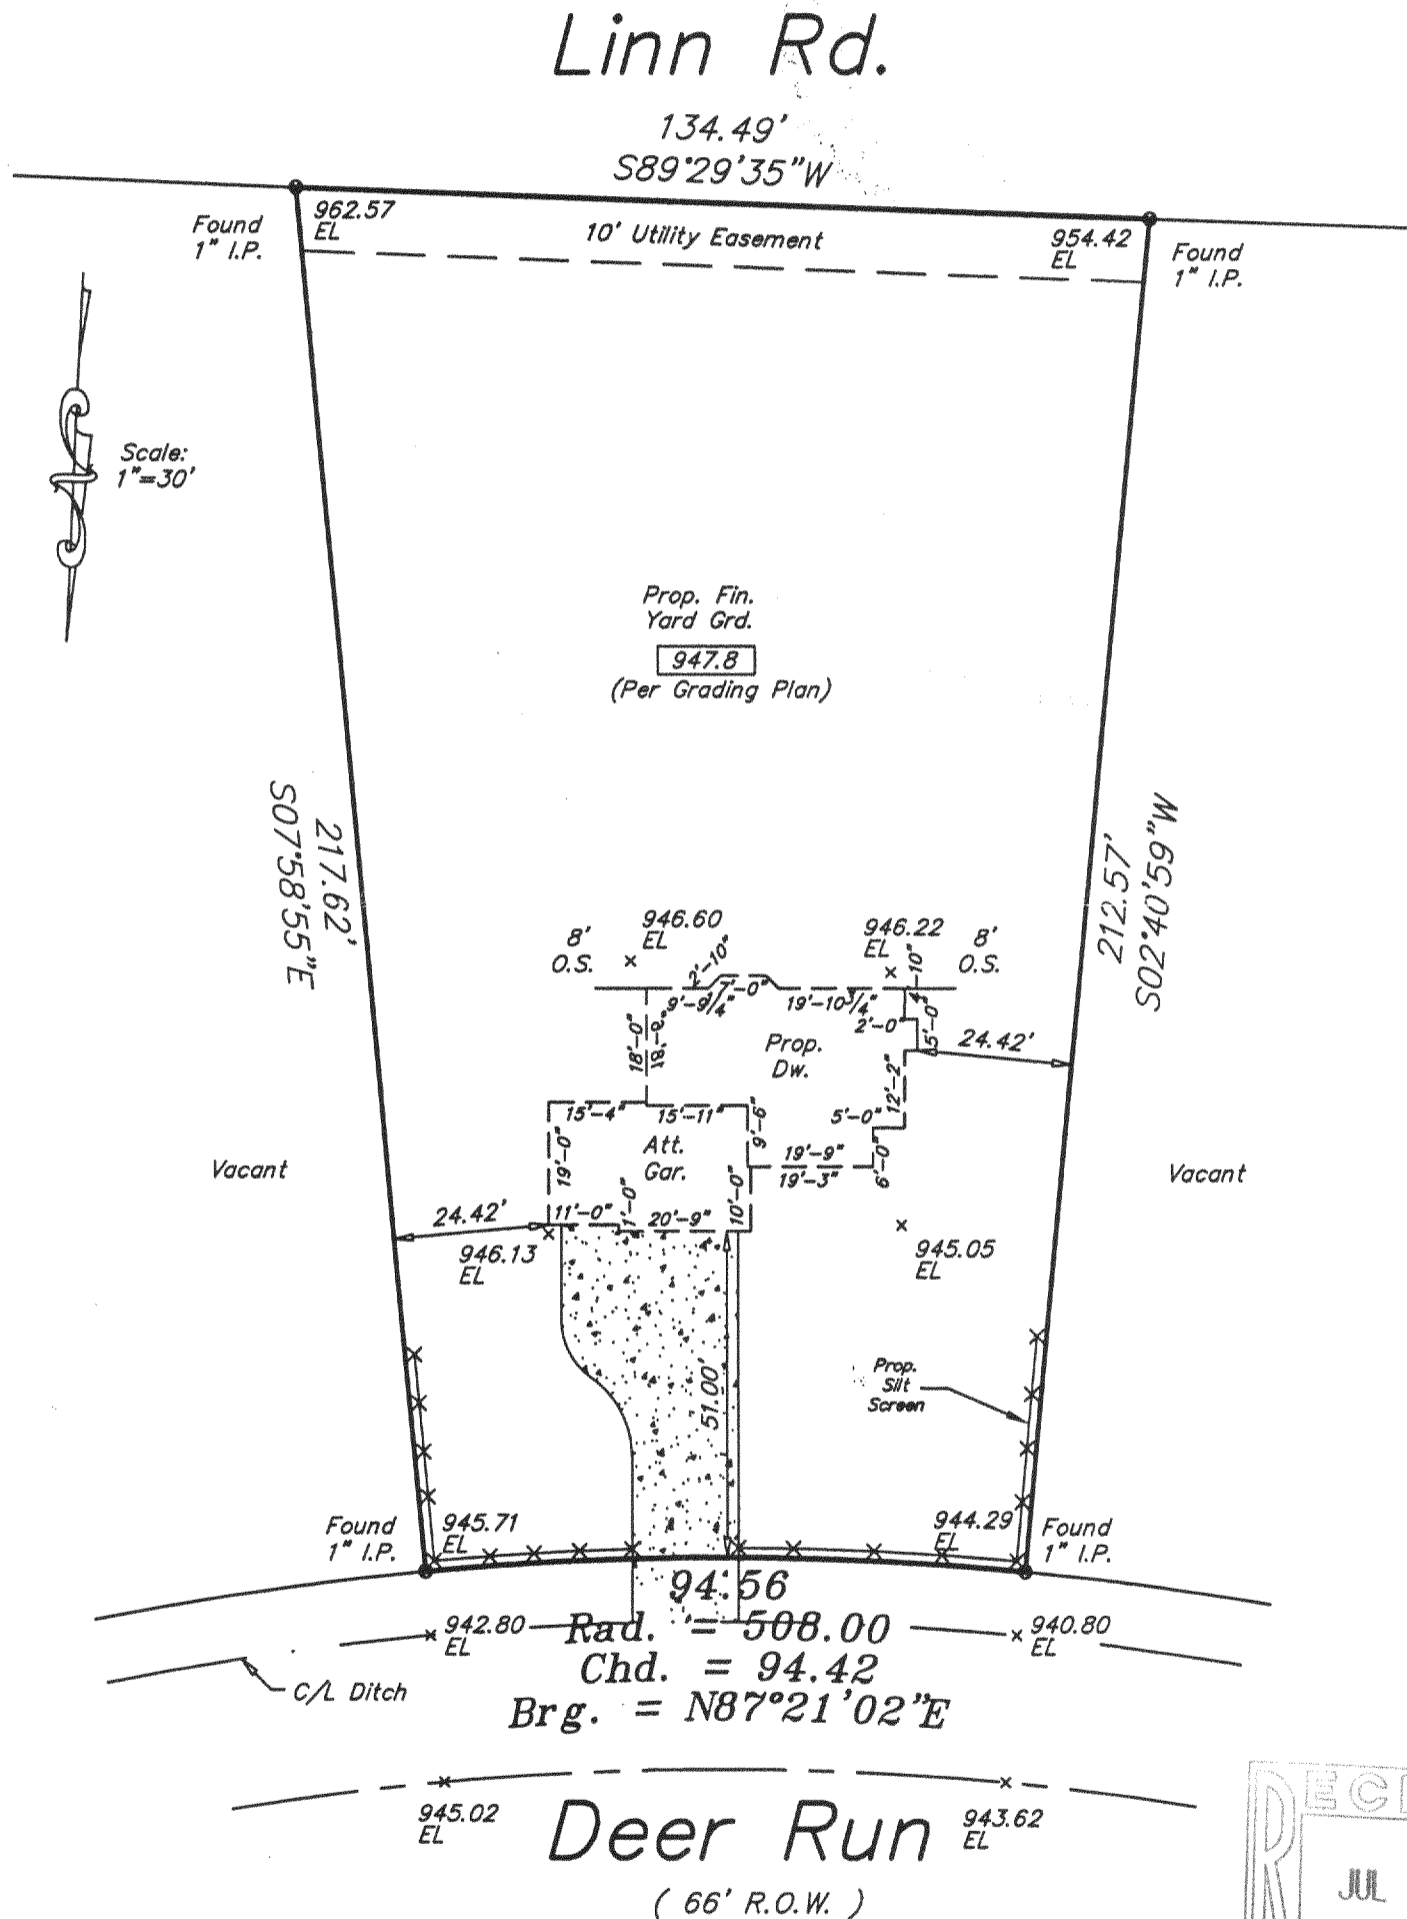 Linn Rd.
134.49'
S89°29'35"W
Found
1" I.P.
962.57
EL
10' Utility Easement
954.42
EL
Found
1" I.P.
Scale:
1"=30'
Prop. Fin.
Yard Grd.
947.8
(Per Grading Plan)
217.62'
S07°58'55"E
212.57'
S02°40'59"W
8'
O.S.
946.60
EL
946.22
EL
8'
O.S.
2'-10"
9'-9 1/4"
7'-0"
19'-10 3/4"
4'-10"
2'-0"
5'-0"
18'-0"
18'-0"
Prop.
Dw.
24.42'
12'-2"
15'-4"
15'-11"
9'-6"
5'-0"
19'-0"
Att.
Gar.
19'-9"
19'-3"
6'-0"
Vacant
Vacant
24.42'
11'-0"
1'-0"
20'-9"
10'-0"
946.13
EL
945.05
EL
51.00'
Prop.
Silt
Screen
Found
1" I.P.
945.71
EL
944.29
EL
Found
1" I.P.
94.56
942.80
EL
Rad. = 508.00
940.80
EL
Chd. = 94.42
C/L Ditch
Brg. = N87°21'02"E
945.02
EL
Deer Run
943.62
EL
( 66' R.O.W. )
JUL